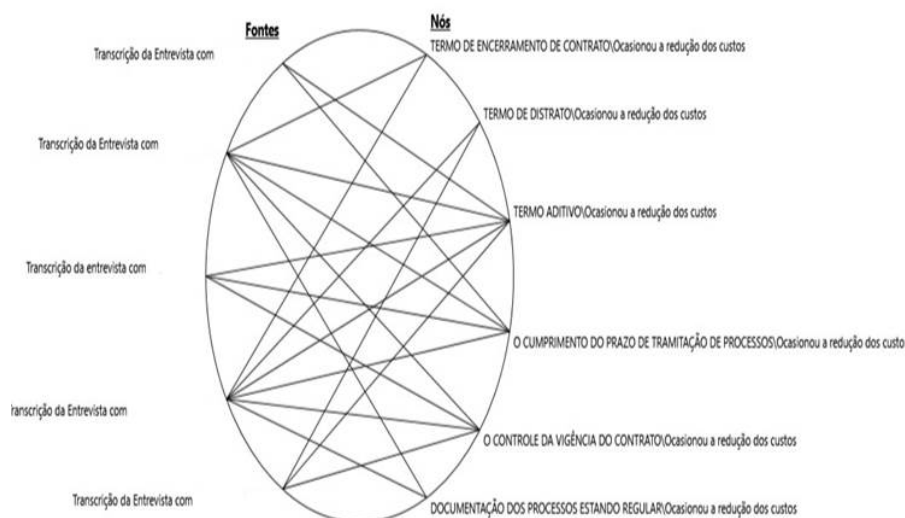 Fontes
Nós
Transcrição da Entrevista com
Transcrição da Entrevista com
Transcrição da entrevista com
ranscrição da Entrevista com
Transcrição da Entrevista com
TERMO DE ENCERRAMENTO DE CONTRATO\Ocasionou a redução dos custos
TERMO DE DISTRATO\Ocasionou a redução dos custos
TERMO ADITIVO\Ocasionou a redução dos custos
O CUMPRIMENTO DO PRAZO DE TRAMITAÇÃO DE PROCESSOS\Ocasionou a redução dos custo
O CONTROLE DA VIGÊNCIA DO CONTRATO\Ocasionou a redução dos custos
DOCUMENTAÇÃO DOS PROCESSOS ESTANDO REGULAR\Ocasionou a redução dos custos